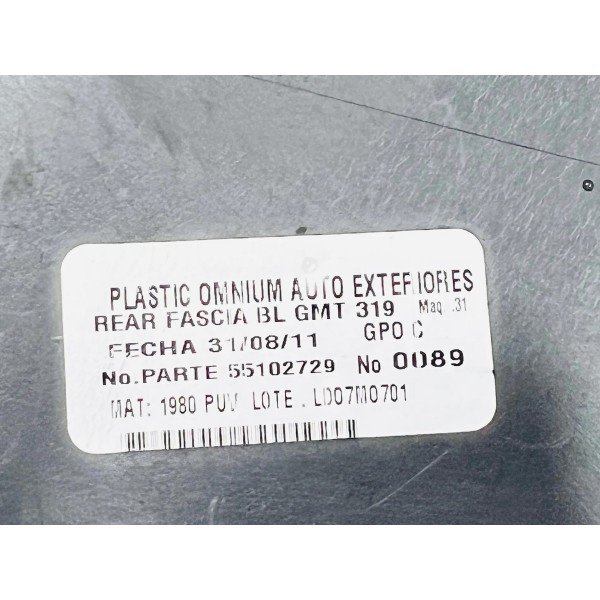 PLASTIC OMNIUM AUTO EXTERIORES
REAR FASCIA BL GMT 319 Maq .31
FECHA 31/08/11 GPO C
No.PARTE 55102729 No 0089
MAT: 1980 PUV LOTE . LD07M0701